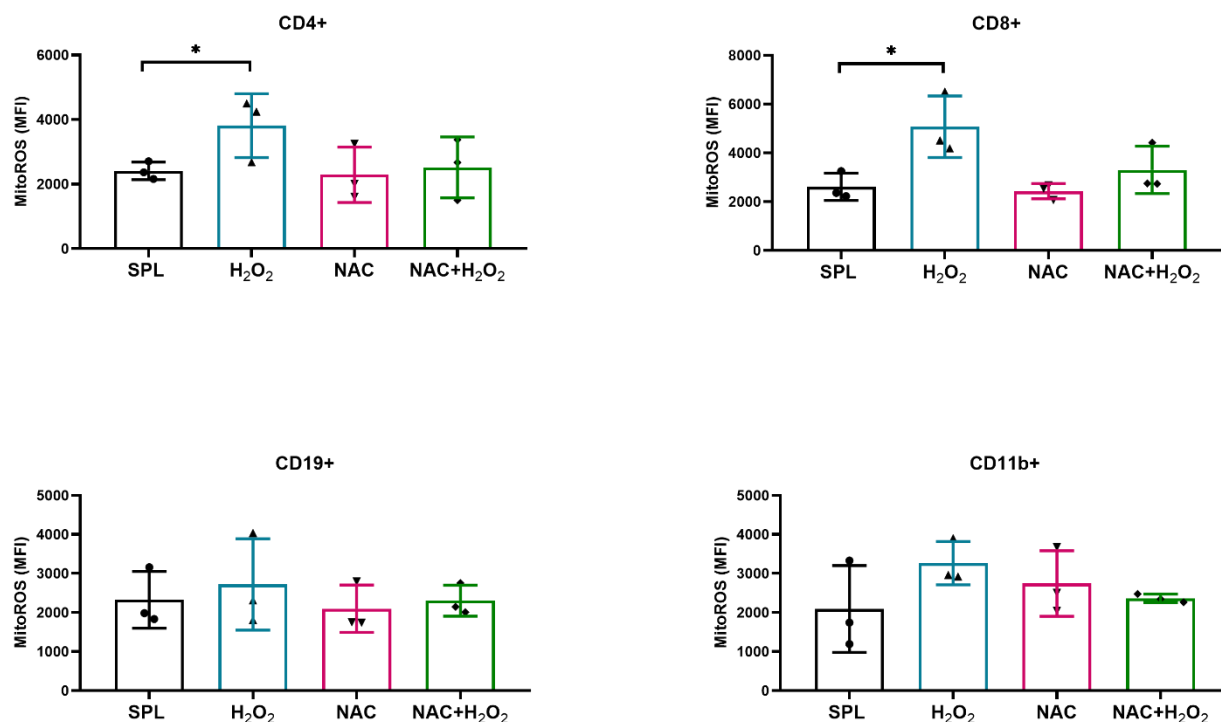 CD4+
*
MitoROS (MFI)
6000
4000
2000
0
SPL H₂O₂ NAC NAC+H₂O₂
CD8+
*
MitoROS (MFI)
8000
6000
4000
2000
0
SPL H₂O₂ NAC NAC+H₂O₂
CD19+
MitoROS (MFI)
5000
4000
3000
2000
1000
0
SPL H₂O₂ NAC NAC+H₂O₂
CD11b+
MitoROS (MFI)
5000
4000
3000
2000
1000
0
SPL H₂O₂ NAC NAC+H₂O₂